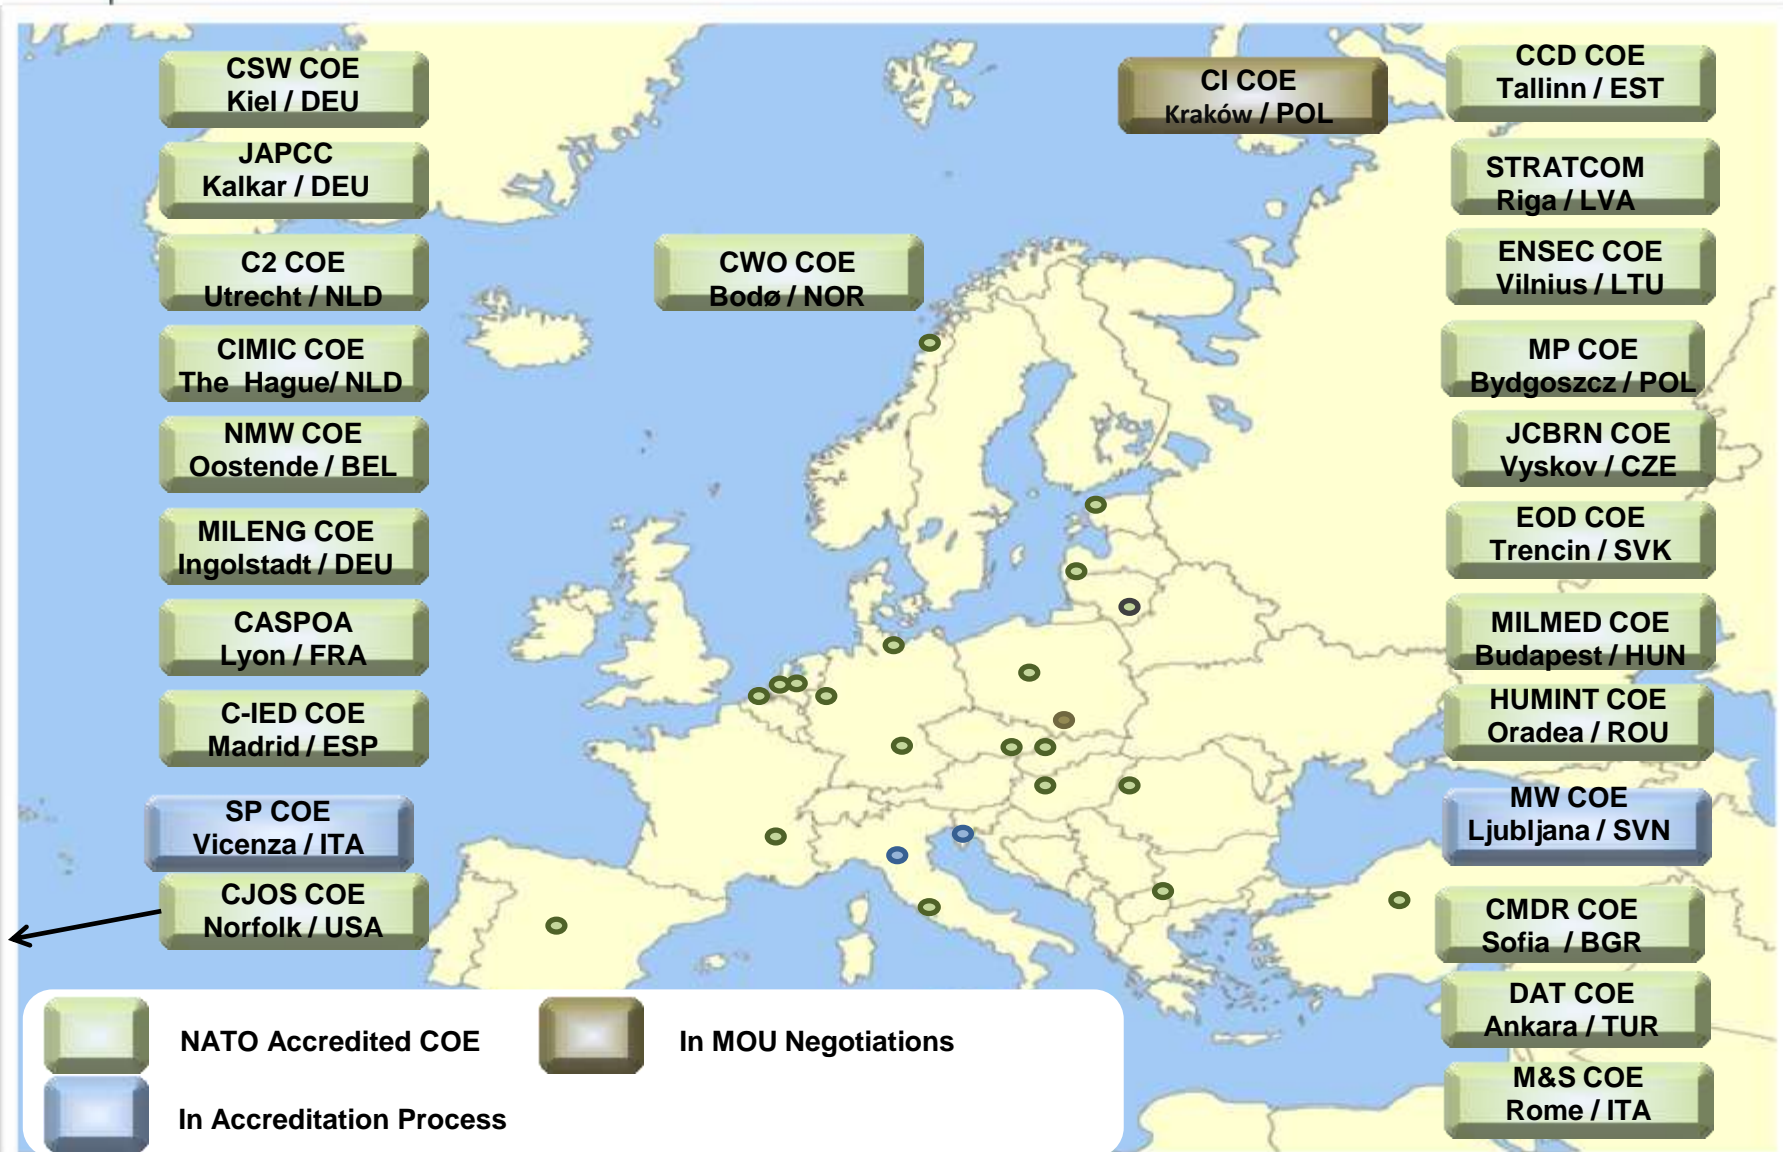 CSW COE
Kiel / DEU
JAPCC
Kalkar / DEU
C2 COE
Utrecht / NLD
CIMIC COE
The  Hague/ NLD
NMW COE
Oostende / BEL
MILENG COE
Ingolstadt / DEU
CASPOA
Lyon / FRA
C-IED COE
Madrid / ESP
SP COE
Vicenza / ITA
CJOS COE
Norfolk / USA
CWO COE
Bodø / NOR
CI COE
Kraków / POL
CCD COE
Tallinn / EST
STRATCOM
Riga / LVA
ENSEC COE
Vilnius / LTU
MP COE
Bydgoszcz / POL
JCBRN COE
Vyskov / CZE
EOD COE
Trencin / SVK
MILMED COE
Budapest / HUN
HUMINT COE
Oradea / ROU
MW COE
Ljubljana / SVN
CMDR COE
Sofia  / BGR
DAT COE
Ankara / TUR
M&S COE
Rome / ITA
NATO Accredited COE
In MOU Negotiations
In Accreditation Process